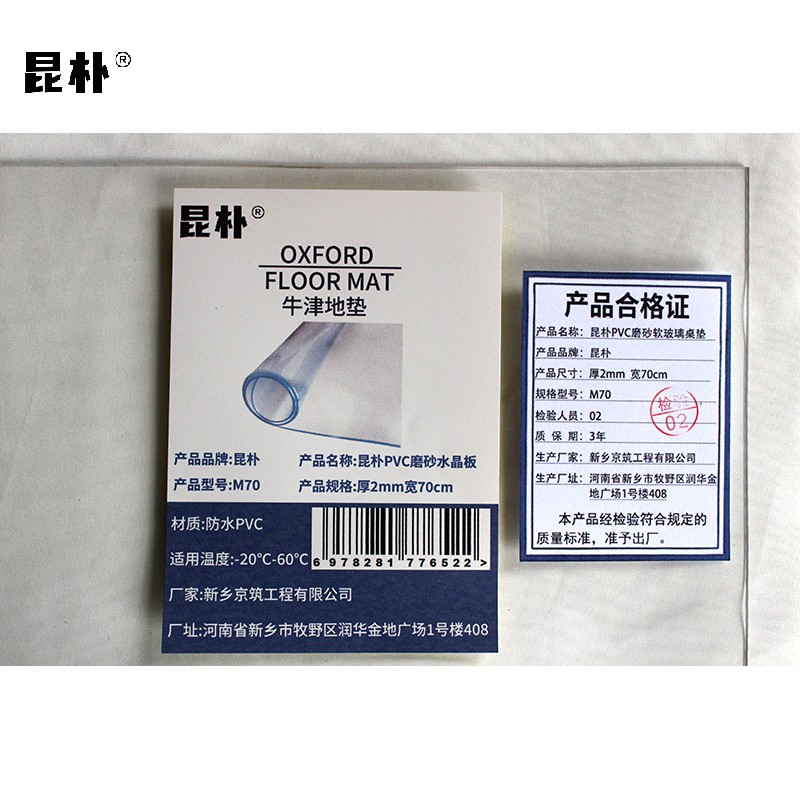 昆朴®
昆朴®
OXFORD
FLOOR MAT
牛津地垫
产品品牌:昆朴 产品名称:昆朴PVC磨砂水晶板
产品型号:M70 产品规格:厚2mm宽70cm
材质:防水PVC
适用温度:-20℃-60℃
6 978281 776522 >
厂家:新乡京筑工程有限公司
厂址:河南省新乡市牧野区润华金地广场1号楼408
产品合格证
产品名称: 昆朴PVC磨砂软玻璃桌垫
产品品牌: 昆朴
产品尺寸: 厚2mm 宽70cm
规格型号: M70
检验人员: 02
质 保 期: 3年
生产厂家: 新乡京筑工程有限公司
生产厂址: 河南省新乡市牧野区润华金
地广场1号楼408
检验
02
本产品经检验符合规定的
质量标准,准予出厂。